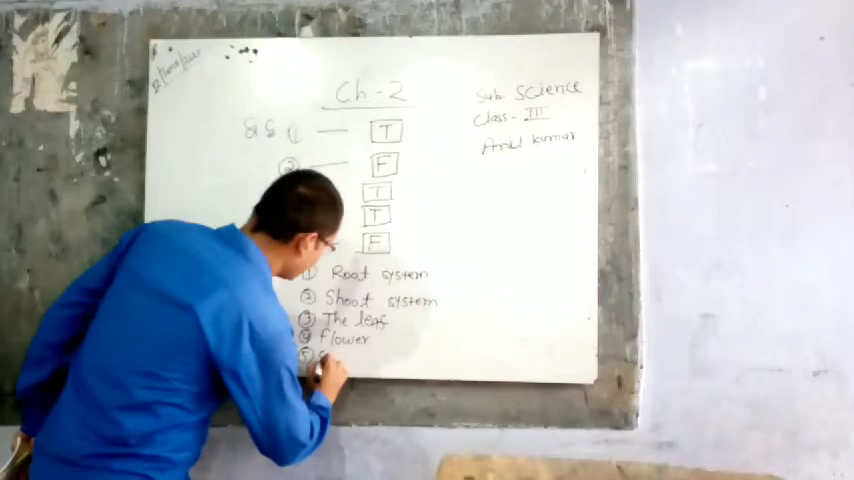 Ch-2
Sub Science
Class- III
Anil Kumar
① — T
② — F
T
T
F
① Root system
② Shoot system
③ The leaf
④ flower
⑤